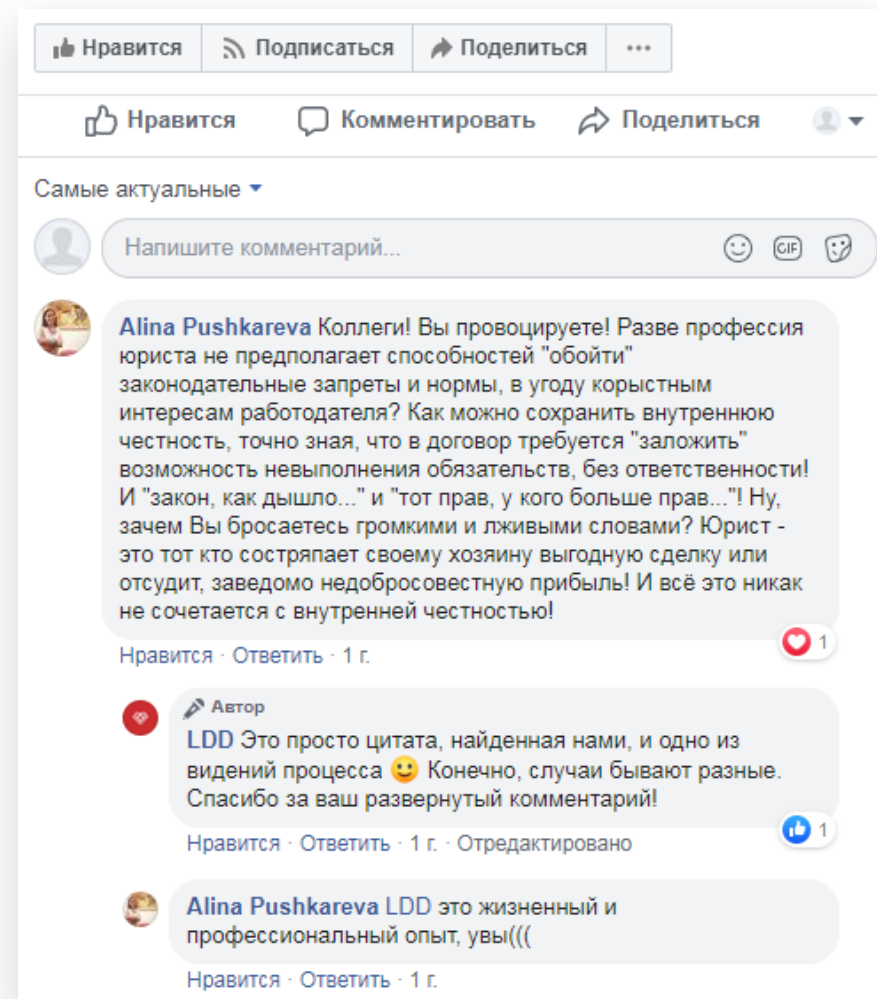 Нравится Подписаться Поделиться ...
Нравится Комментировать Поделиться
Самые актуальные
Напишите комментарий... GIF
Alina Pushkareva Коллеги! Вы провоцируете! Разве профессия
юриста не предполагает способностей "обойти"
законодательные запреты и нормы, в угоду корыстным
интересам работодателя? Как можно сохранить внутреннюю
честность, точно зная, что в договор требуется "заложить"
возможность невыполнения обязательств, без ответственности!
И "закон, как дышло..." и "тот прав, у кого больше прав..."! Ну,
зачем Вы бросаетесь громкими и лживыми словами? Юрист -
это тот кто состряпает своему хозяину выгодную сделку или
отсудит, заведомо недобросовестную прибыль! И всё это никак
не сочетается с внутренней честностью!
1
Нравится · Ответить · 1 г.
Автор
LDD Это просто цитата, найденная нами, и одно из
видений процесса 🙂 Конечно, случаи бывают разные.
Спасибо за ваш развернутый комментарий!
1
Нравится · Ответить · 1 г. · Отредактировано
Alina Pushkareva LDD это жизненный и
профессиональный опыт, увы(((
Нравится · Ответить · 1 г.